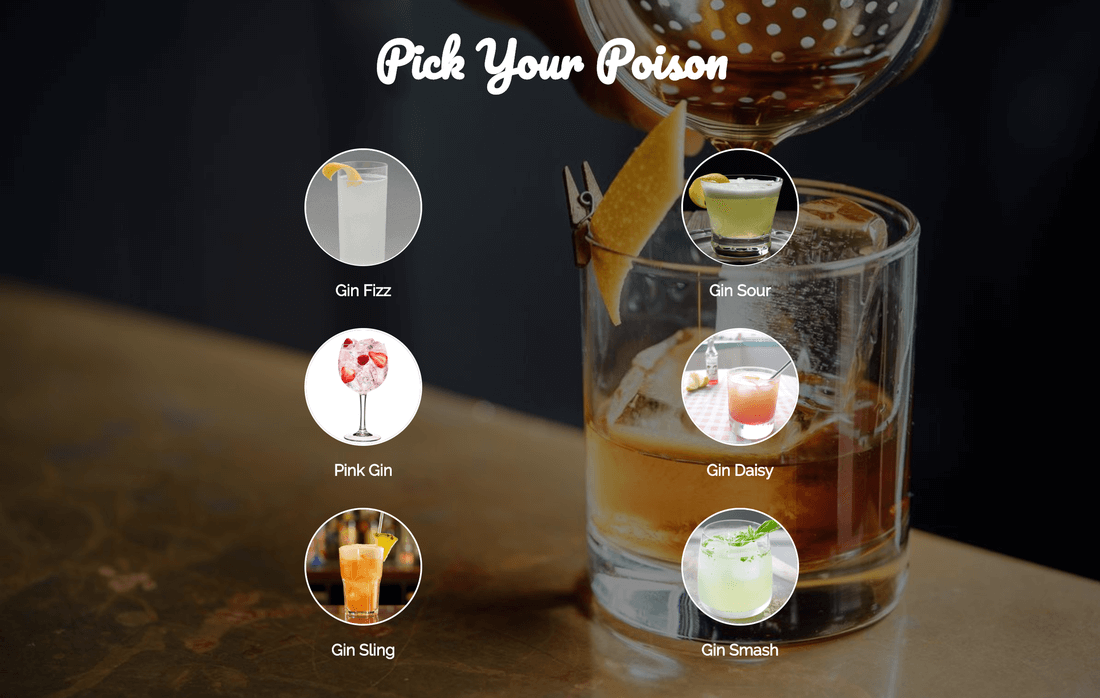 Pick Your Poison
Gin Fizz
Gin Sour
Pink Gin
Gin Daisy
Gin Sling
Gin Smash